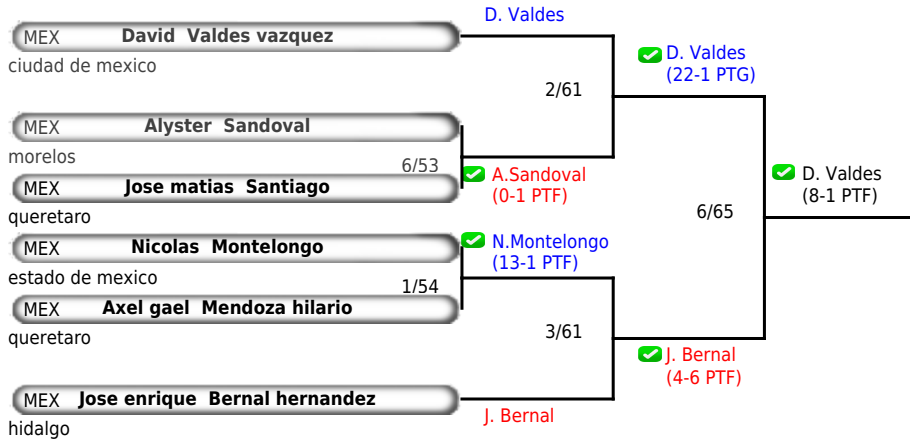 D. Valdes
MEX David Valdes vazquez
ciudad de mexico
D. Valdes
(22-1 PTG)
2/61
MEX Alyster Sandoval
morelos
6/53
MEX Jose matias Santiago
queretaro
A.Sandoval
(0-1 PTF)
D. Valdes
(8-1 PTF)
6/65
MEX Nicolas Montelongo
estado de mexico
N.Montelongo
(13-1 PTF)
1/54
MEX Axel gael Mendoza hilario
queretaro
3/61
J. Bernal
(4-6 PTF)
MEX Jose enrique Bernal hernandez
hidalgo
J. Bernal